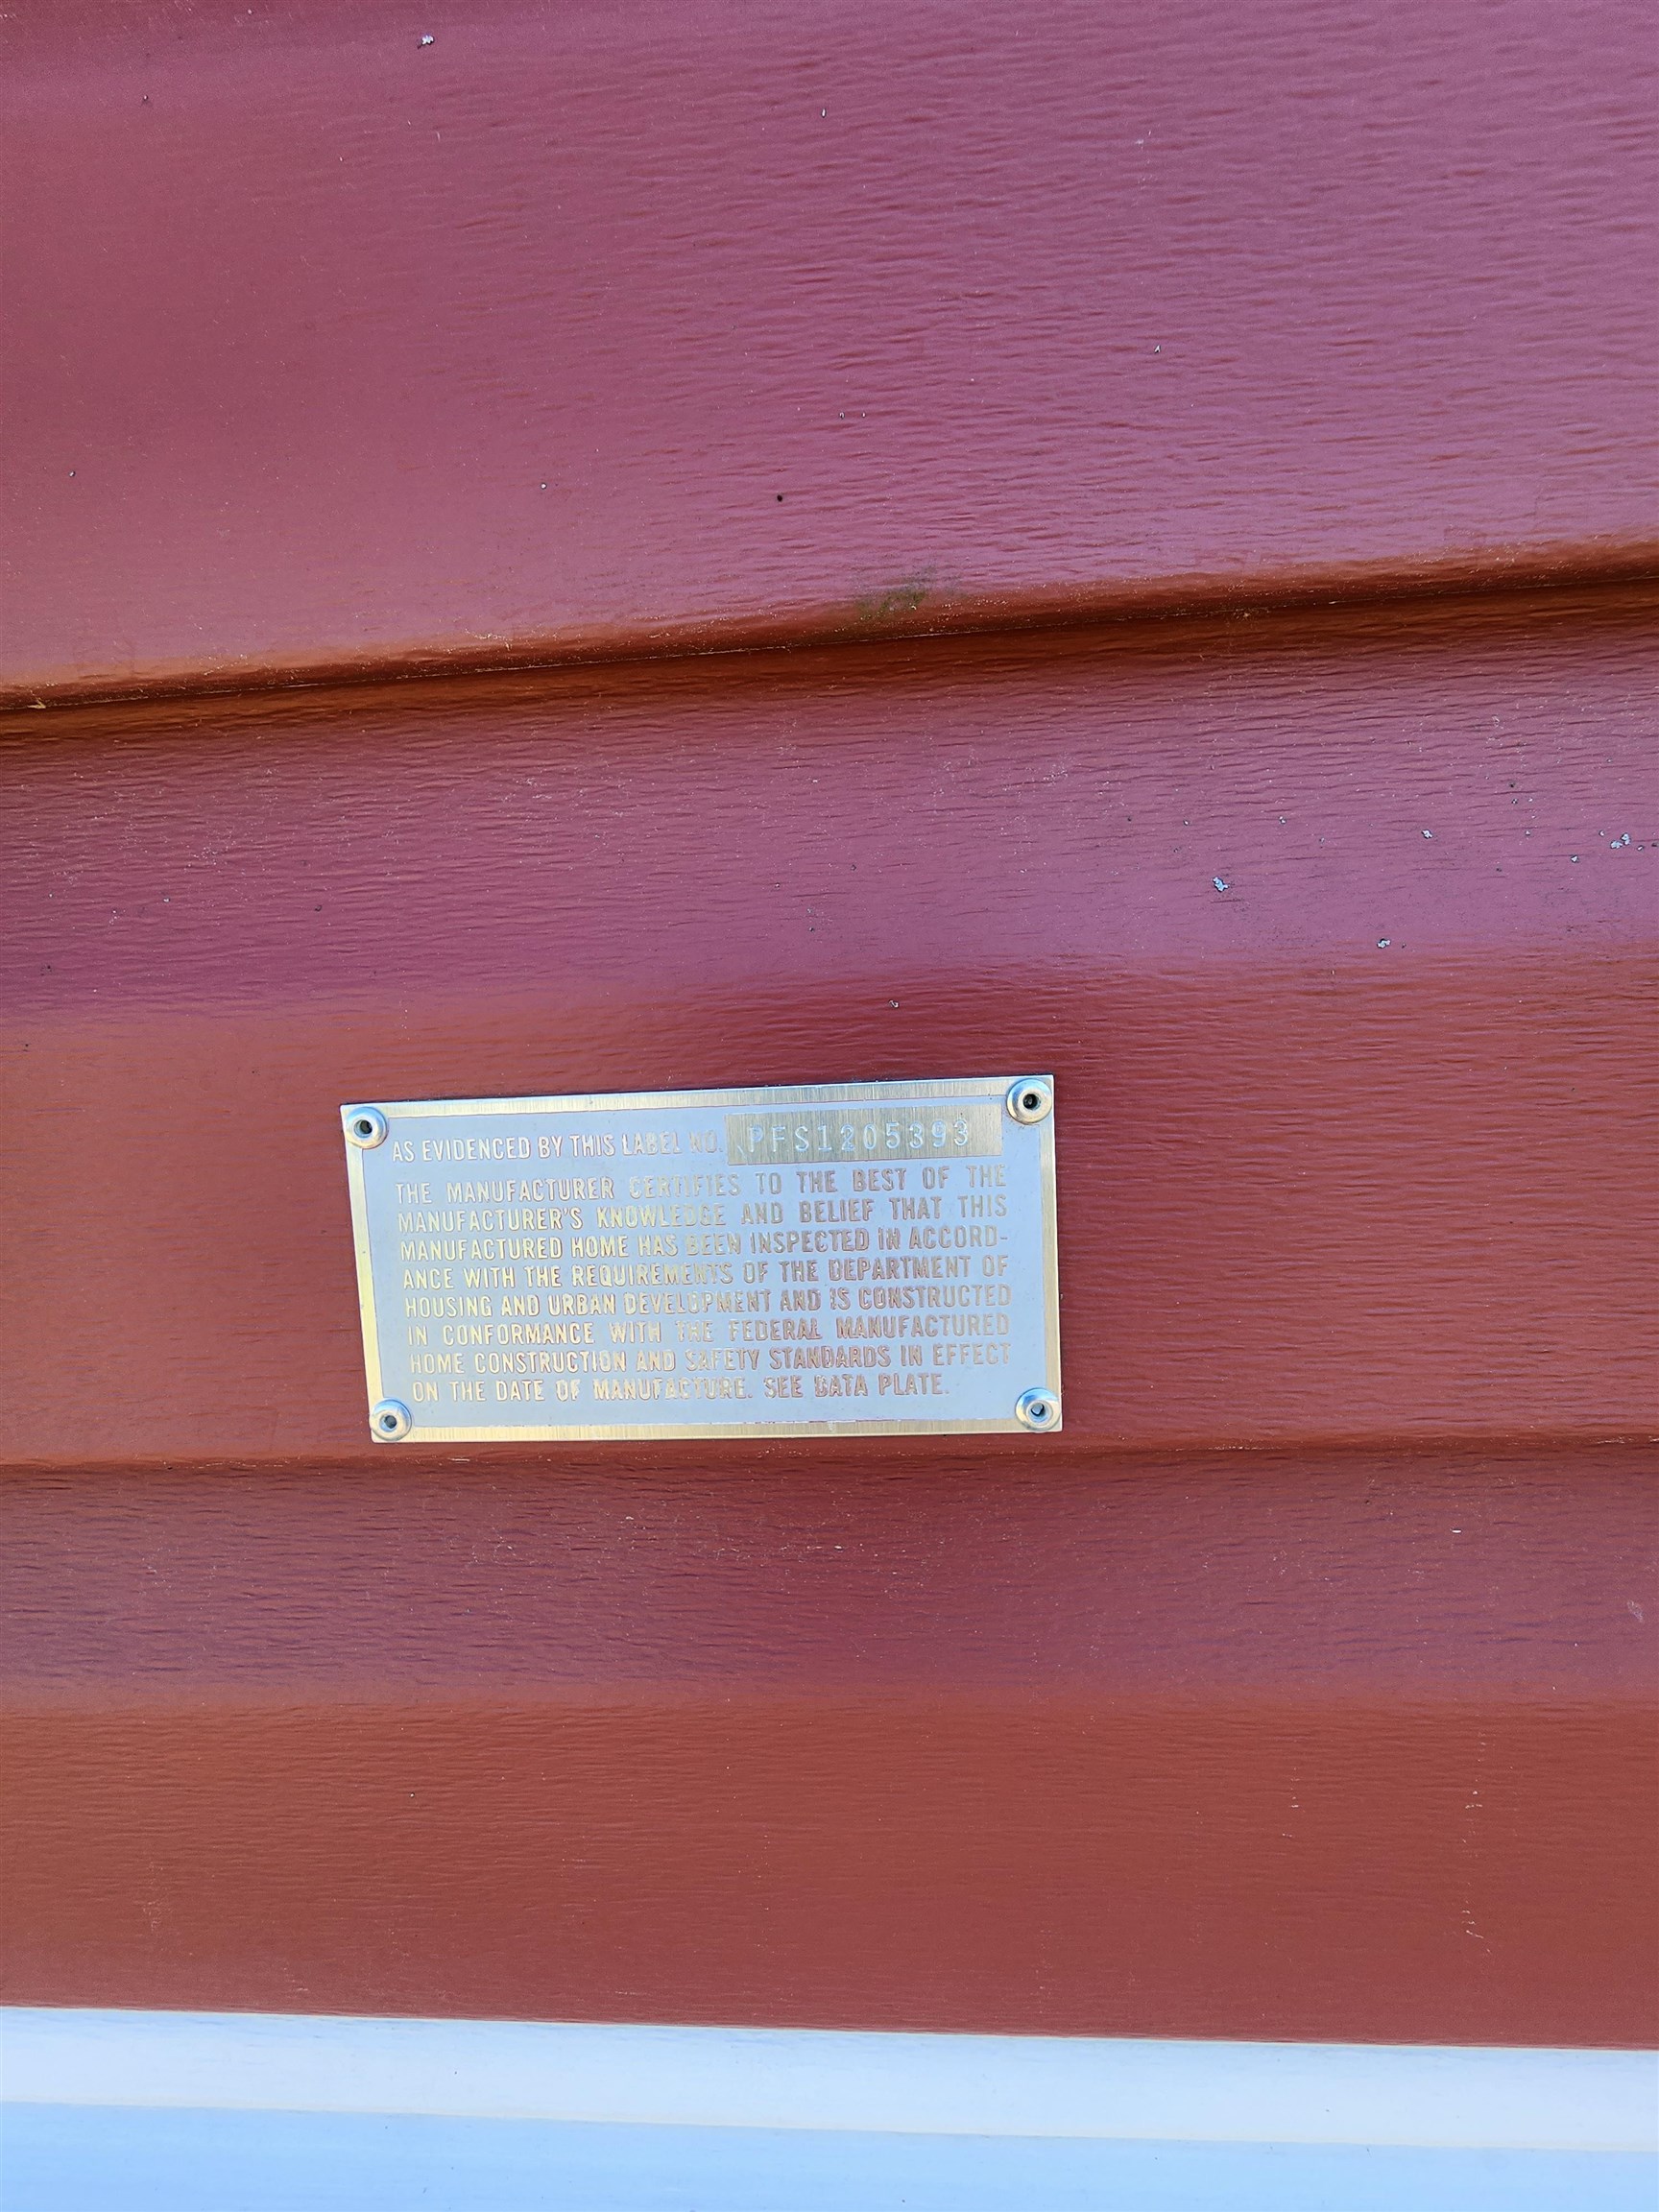 AS EVIDENCED BY THIS LABEL NO. PFS1205393
THE MANUFACTURER CERTIFIES TO THE BEST OF THE
MANUFACTURER'S KNOWLEDGE AND BELIEF THAT THIS
MANUFACTURED HOME HAS BEEN INSPECTED IN ACCORD-
ANCE WITH THE REQUIREMENTS OF THE DEPARTMENT OF
HOUSING AND URBAN DEVELOPMENT AND IS CONSTRUCTED
IN CONFORMANCE WITH THE FEDERAL MANUFACTURED
HOME CONSTRUCTION AND SAFETY STANDARDS IN EFFECT
ON THE DATE OF MANUFACTURE. SEE DATA PLATE.